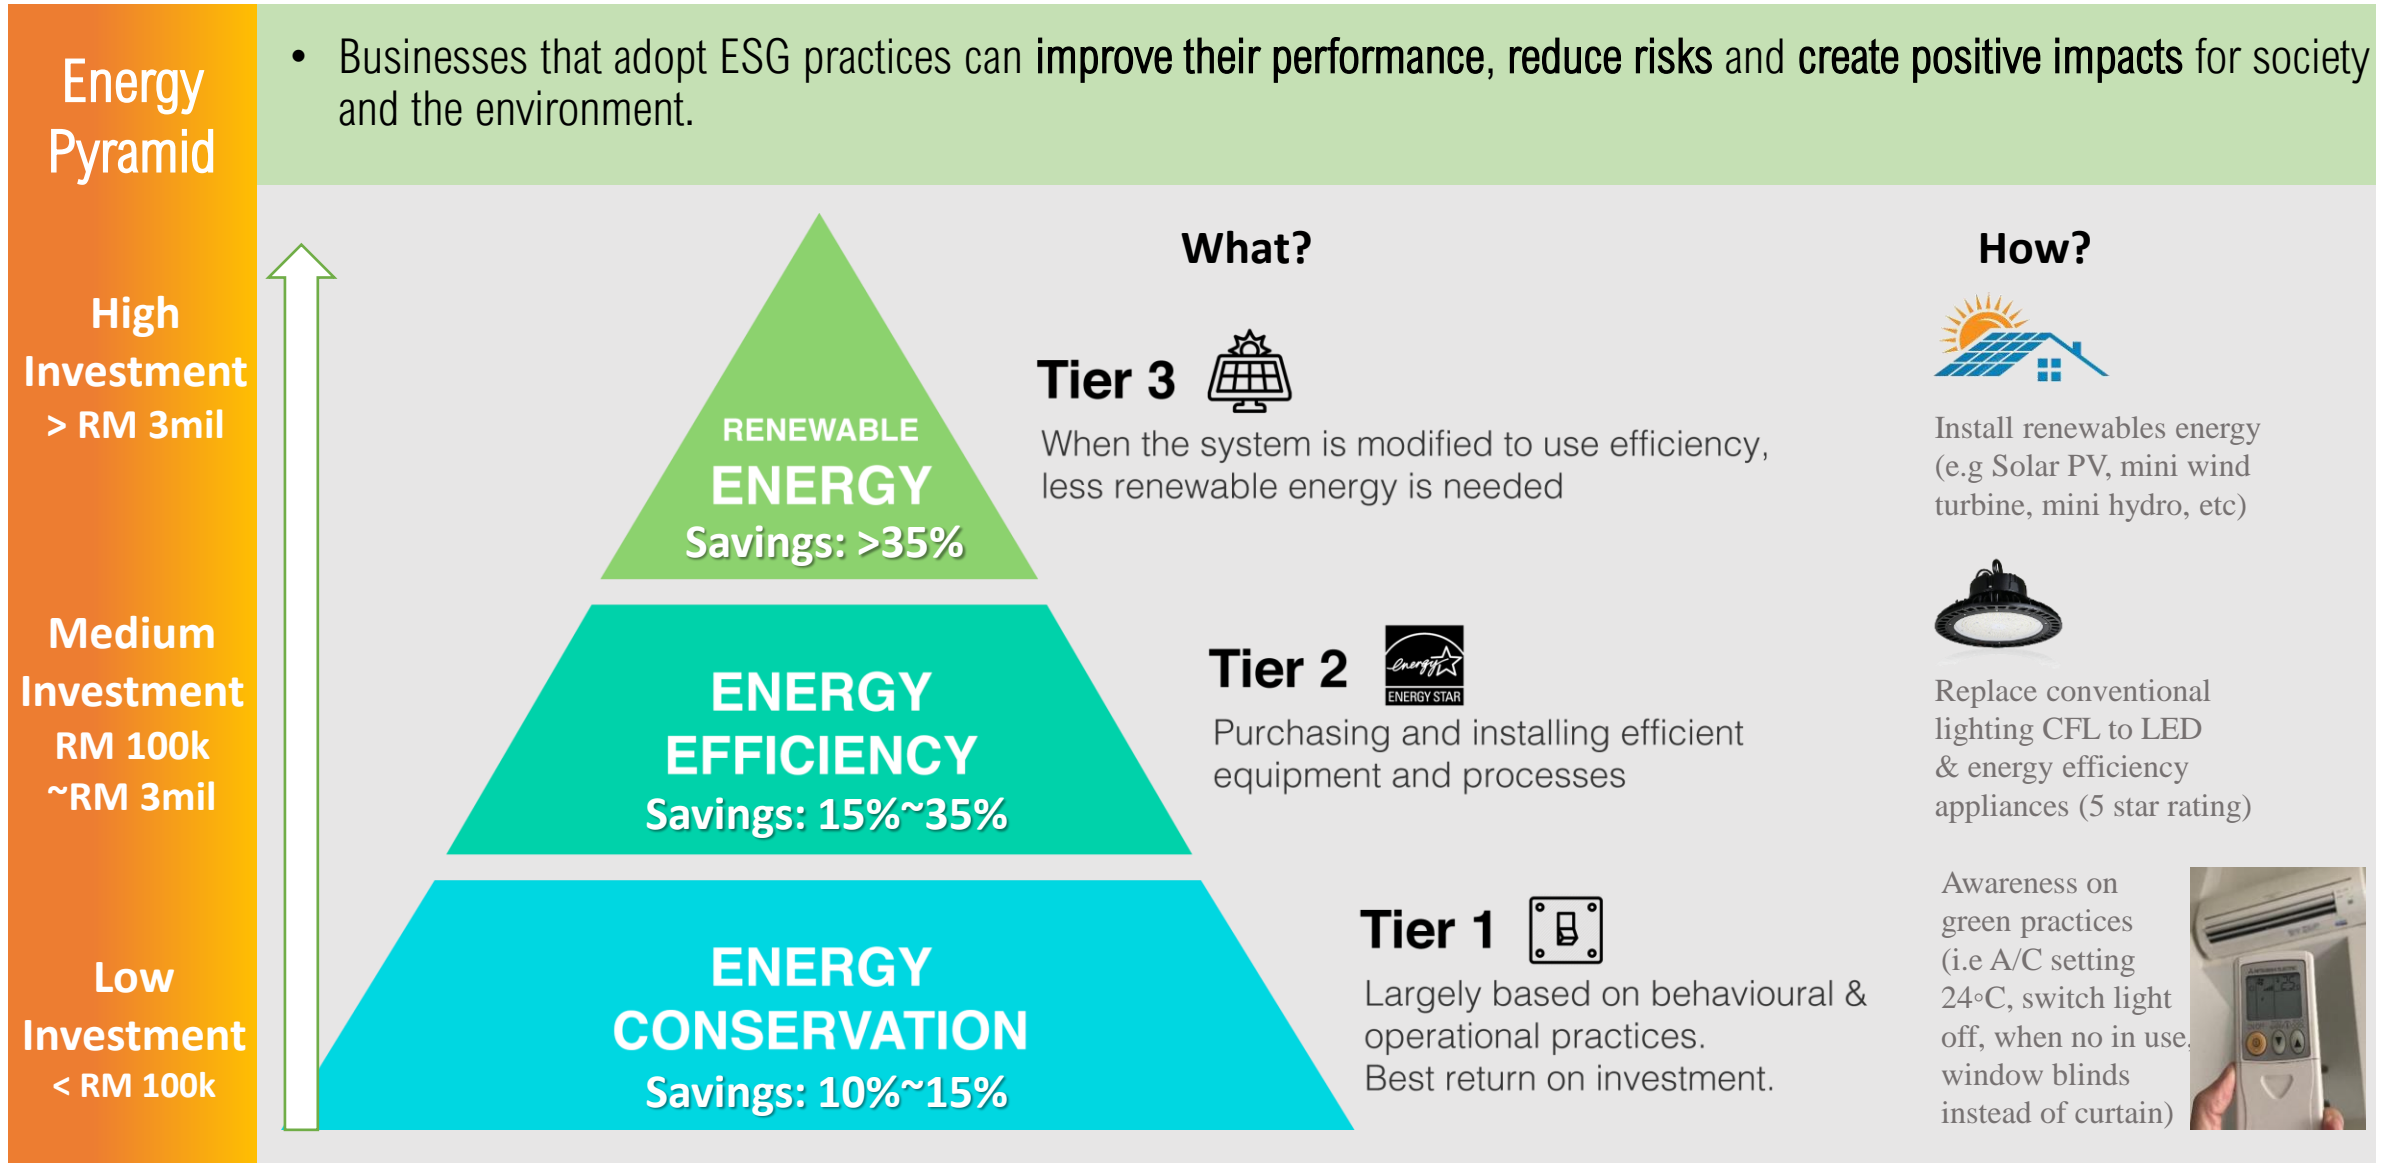 Energy
Pyramid
• Businesses that adopt ESG practices can improve their performance, reduce risks and create positive impacts for society
and the environment.
High
Investment
> RM 3mil
Medium
Investment
RM 100k
~RM 3mil
Low
Investment
< RM 100k
RENEWABLE
ENERGY
Savings: >35%
ENERGY
EFFICIENCY
Savings: 15%~35%
ENERGY
CONSERVATION
Savings: 10%~15%
What?
Tier 3
When the system is modified to use efficiency,
less renewable energy is needed
Tier 2
energy
ENERGY STAR
Purchasing and installing efficient
equipment and processes
Tier 1
Largely based on behavioural &
operational practices.
Best return on investment.
How?
Install renewables energy
(e.g Solar PV, mini wind
turbine, mini hydro, etc)
Replace conventional
lighting CFL to LED
& energy efficiency
appliances (5 star rating)
Awareness on
green practices
(i.e A/C setting
24◦C, switch light
off, when no in use,
window blinds
instead of curtain)